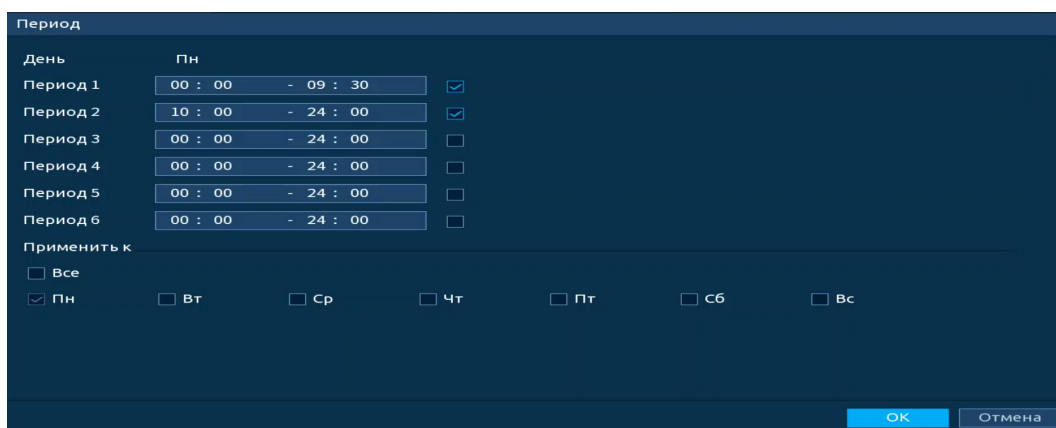 Период
День Пн
Период 1 00 : 00 - 09 : 30
Период 2 10 : 00 - 24 : 00
Период 3 00 : 00 - 24 : 00
Период 4 00 : 00 - 24 : 00
Период 5 00 : 00 - 24 : 00
Период 6 00 : 00 - 24 : 00
Применить к
Все
Пн Вт Ср Чт Пт Сб Вс
OK Отмена